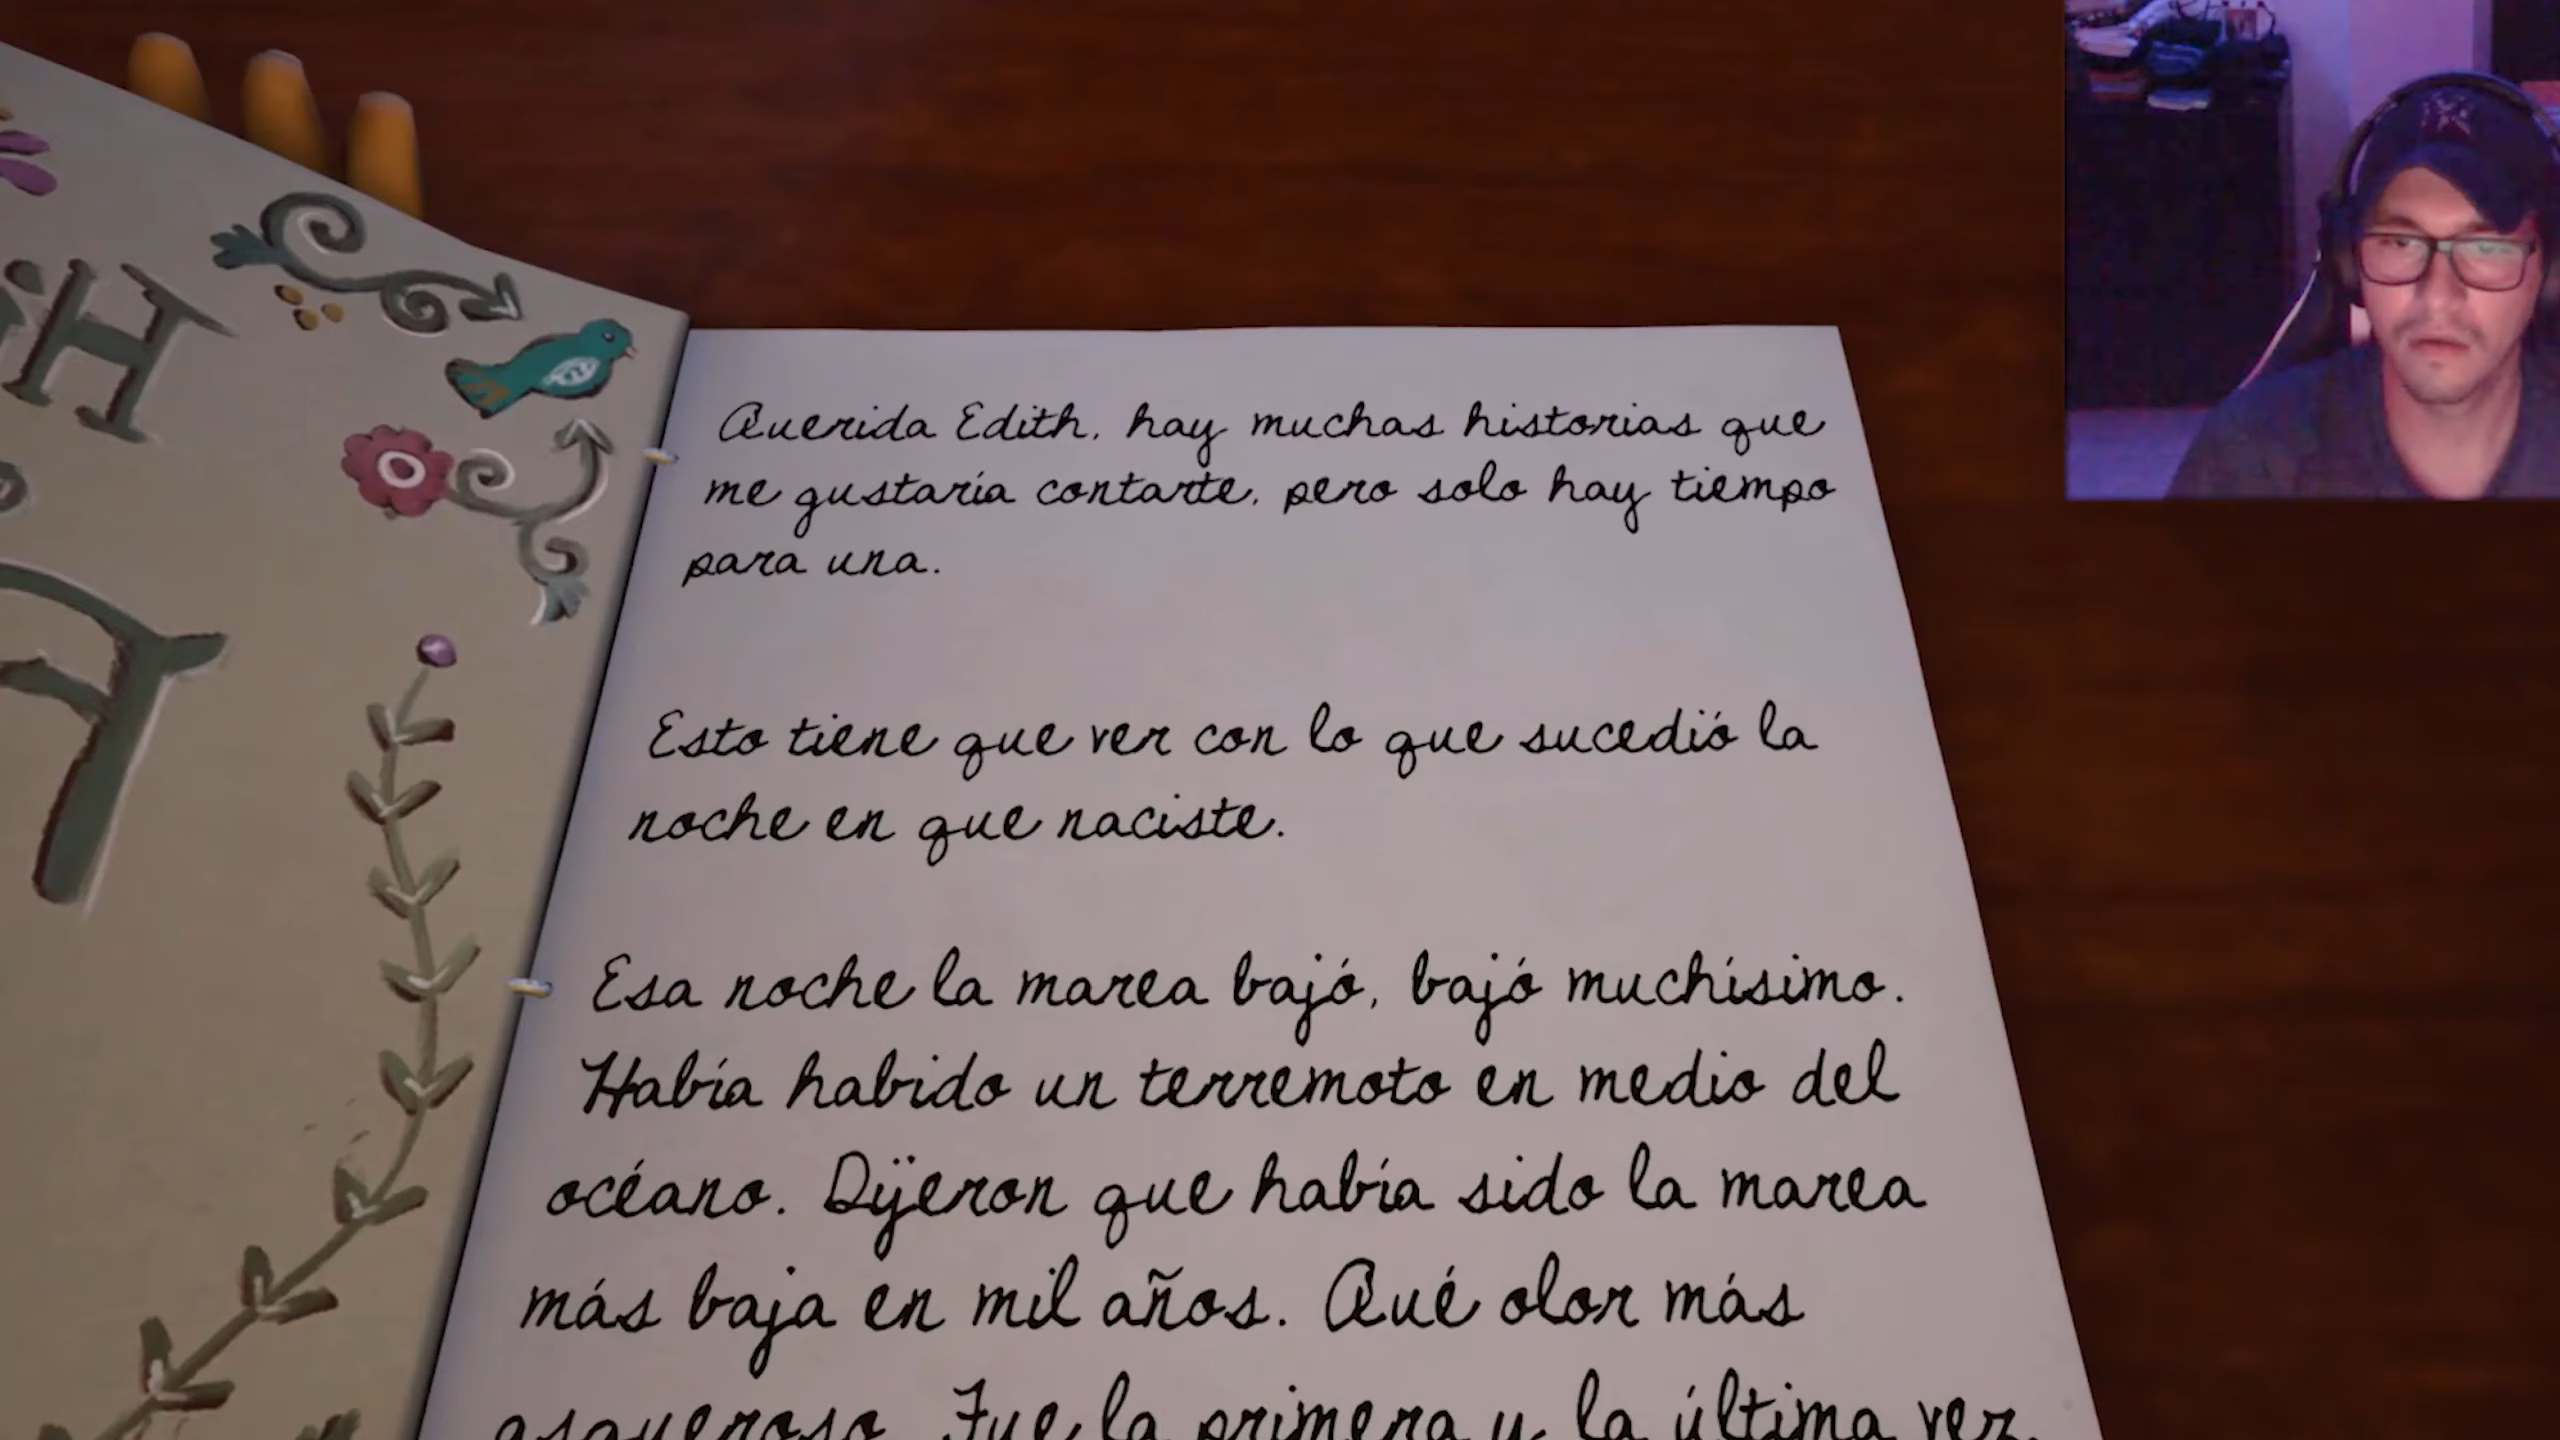 Querida Edith, hay muchas historias que
me gustaría contarte, pero solo hay tiempo
para una.
Esto tiene que ver con lo que sucedió la
noche en que naciste.
Esa noche la marea bajó, bajó muchísimo.
Había habido un terremoto en medio del
océano. Dijeron que había sido la marea
más baja en mil años. Qué olor más
asqueroso. Fue la primera y la última vez